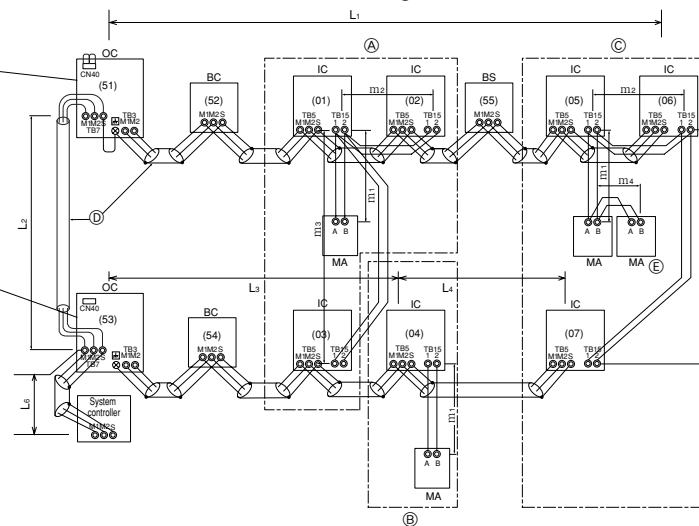 L1
A
C
OC
CN40
(51)
TB3
M1M2S
M1M2
TB7
BC
(52)
M1M2S
IC
(01)
TB5
TB15
M1M2S
1 2
m2
IC
(02)
TB5
TB15
M1M2S
1 2
BS
(55)
M1M2S
IC
(05)
TB5
TB15
M1M2S
1 2
m2
IC
(06)
TB5
TB15
M1M2S
1 2
L2
D
m3
m1
A B
MA
m1
m4
A B
MA
A B
MA
E
L3
L4
OC
CN40
(53)
TB3
M1M2S
M1M2
TB7
BC
(54)
M1M2S
IC
(03)
TB5
TB15
M1M2S
1 2
IC
(04)
TB5
TB15
M1M2S
1 2
IC
(07)
TB5
TB15
M1M2S
1 2
L6
System
controller
M1M2S
m1
A B
MA
B